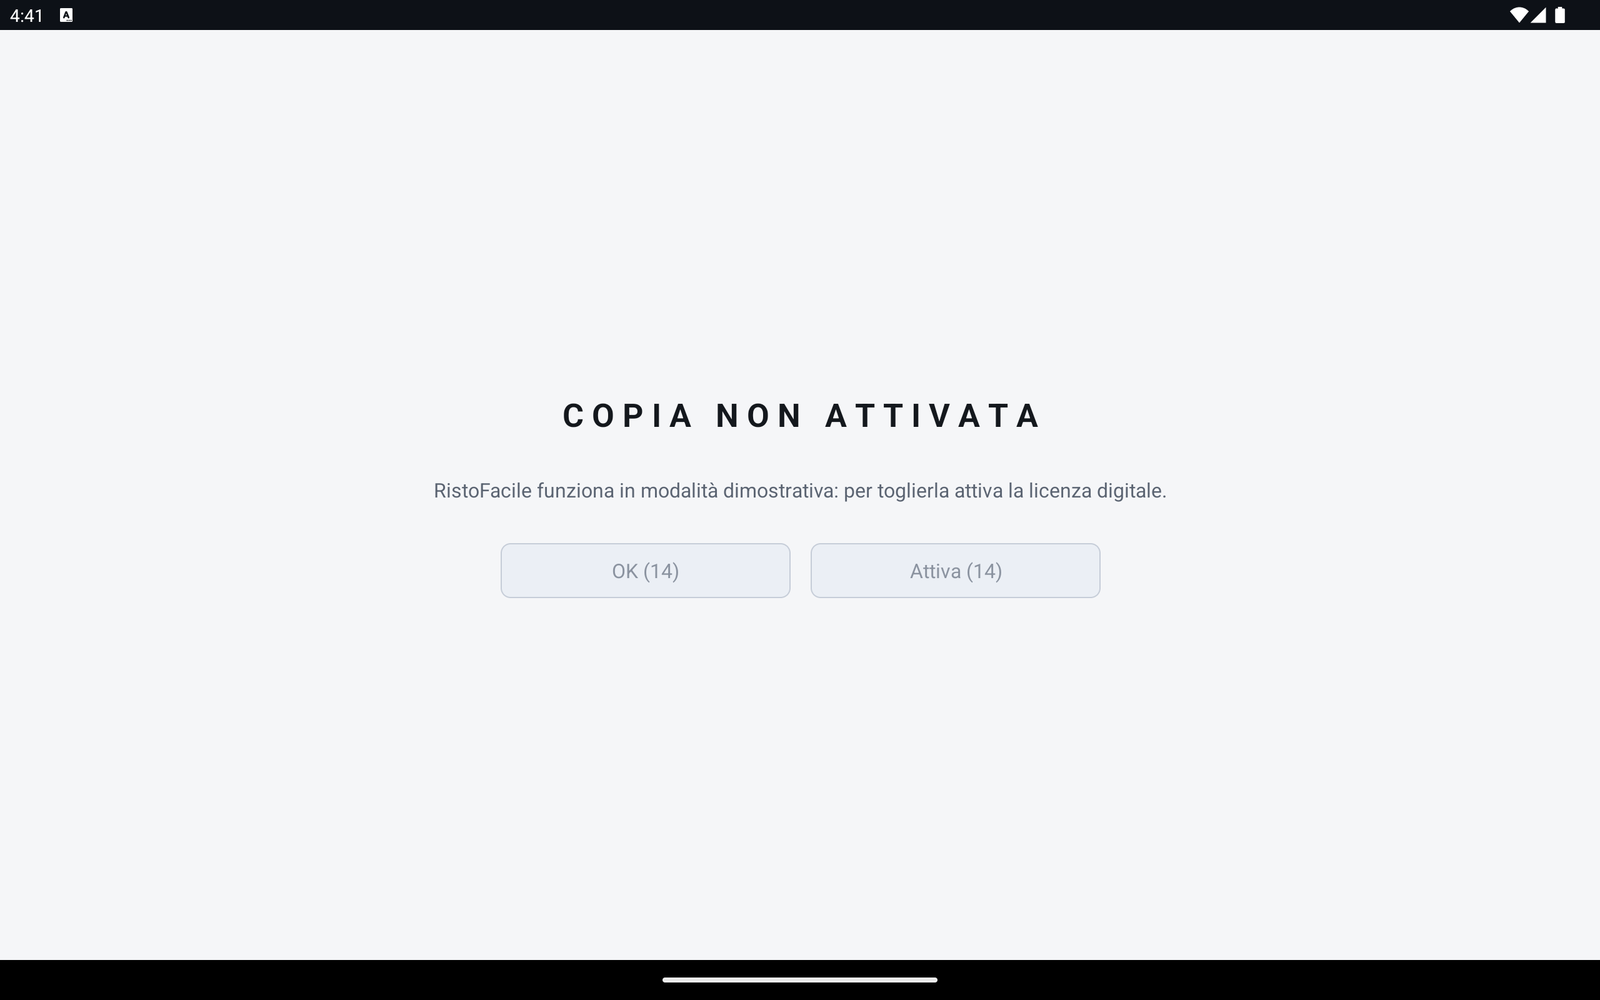 4:41
COPIA NON ATTIVATA
RistoFacile funziona in modalità dimostrativa: per toglierla attiva la licenza digitale.
OK (14)
Attiva (14)